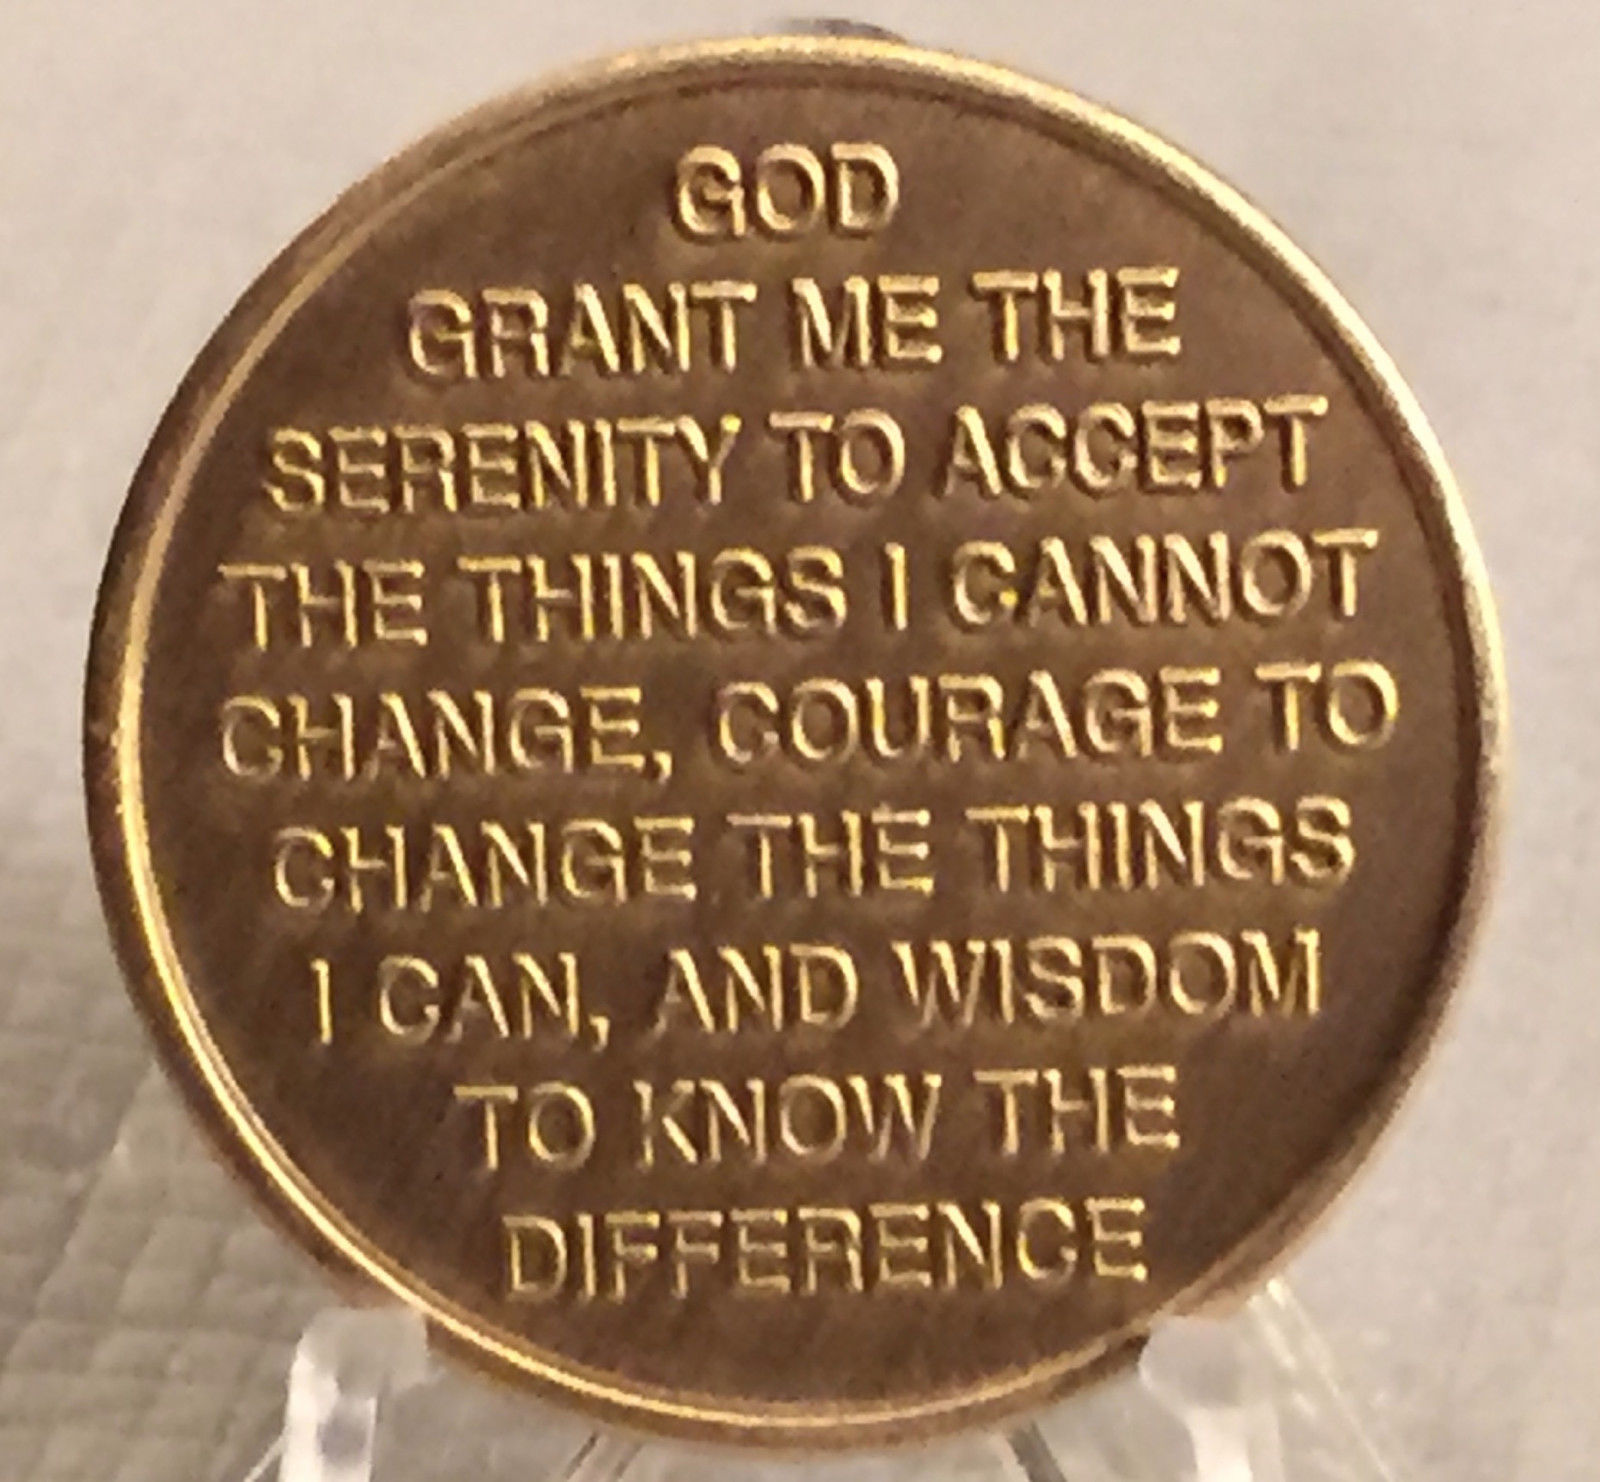 GOD
GRANT ME THE
SERENITY TO ACCEPT
THE THINGS I CANNOT
CHANGE, COURAGE TO
CHANGE THE THINGS
I CAN, AND WISDOM
TO KNOW THE
DIFFERENCE